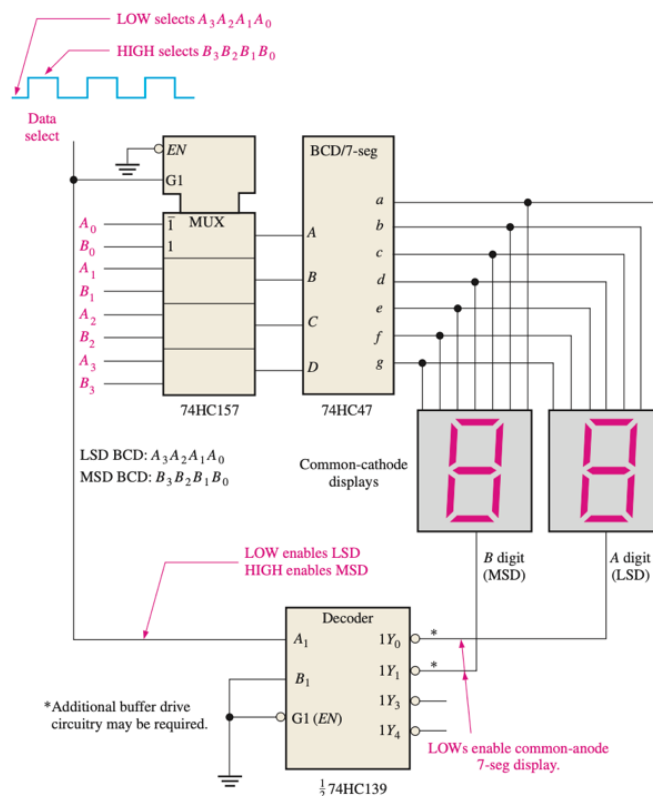 LOW selects A₃A₂A₁A₀
HIGH selects B₃B₂B₁B₀
Data
select
EN
G1
MUX
1̅
1
A₀
B₀
A₁
B₁
A₂
B₂
A₃
B₃
74HC157
BCD/7-seg
A
B
C
D
a
b
c
d
e
f
g
74HC47
LSD BCD: A₃A₂A₁A₀
MSD BCD: B₃B₂B₁B₀
Common-cathode
displays
B digit
(MSD)
A digit
(LSD)
LOW enables LSD
HIGH enables MSD
Decoder
A₁
B₁
G1 (EN)
1Y₀
1Y₁
1Y₃
1Y₄
*
*
*Additional buffer drive
circuitry may be required.
LOWs enable common-anode
7-seg display.
½ 74HC139